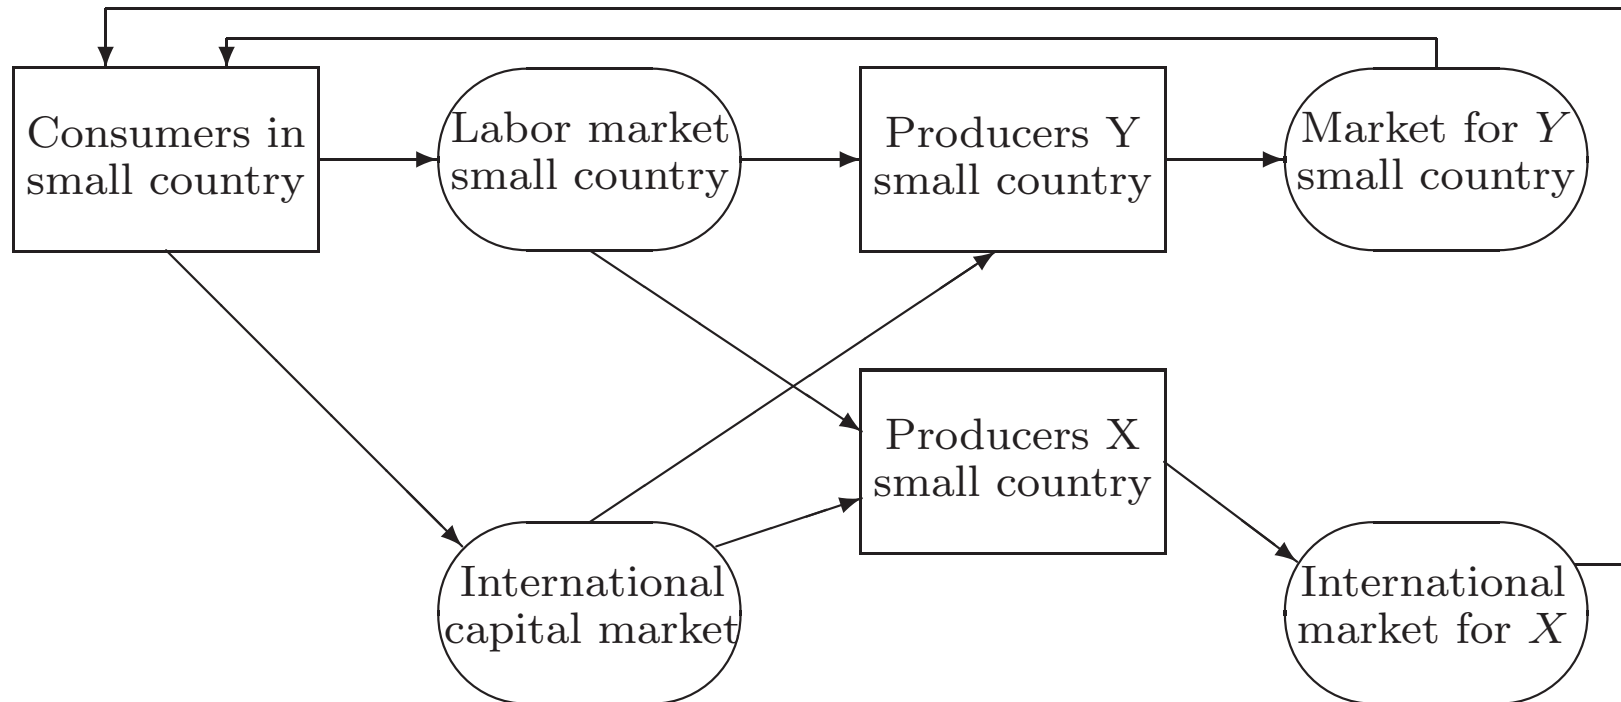 Consumers in
small country
Labor market
small country
Producers Y
small country
Market for Y
small country
Producers X
small country
International
capital market
International
market for X